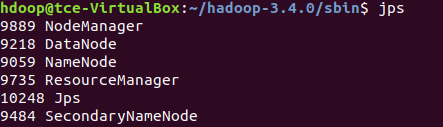 hdoop@tce-VirtualBox:~/hadoop-3.4.0/sbin$ jps
9889 NodeManager
9218 DataNode
9059 NameNode
9735 ResourceManager
10248 Jps
9484 SecondaryNameNode